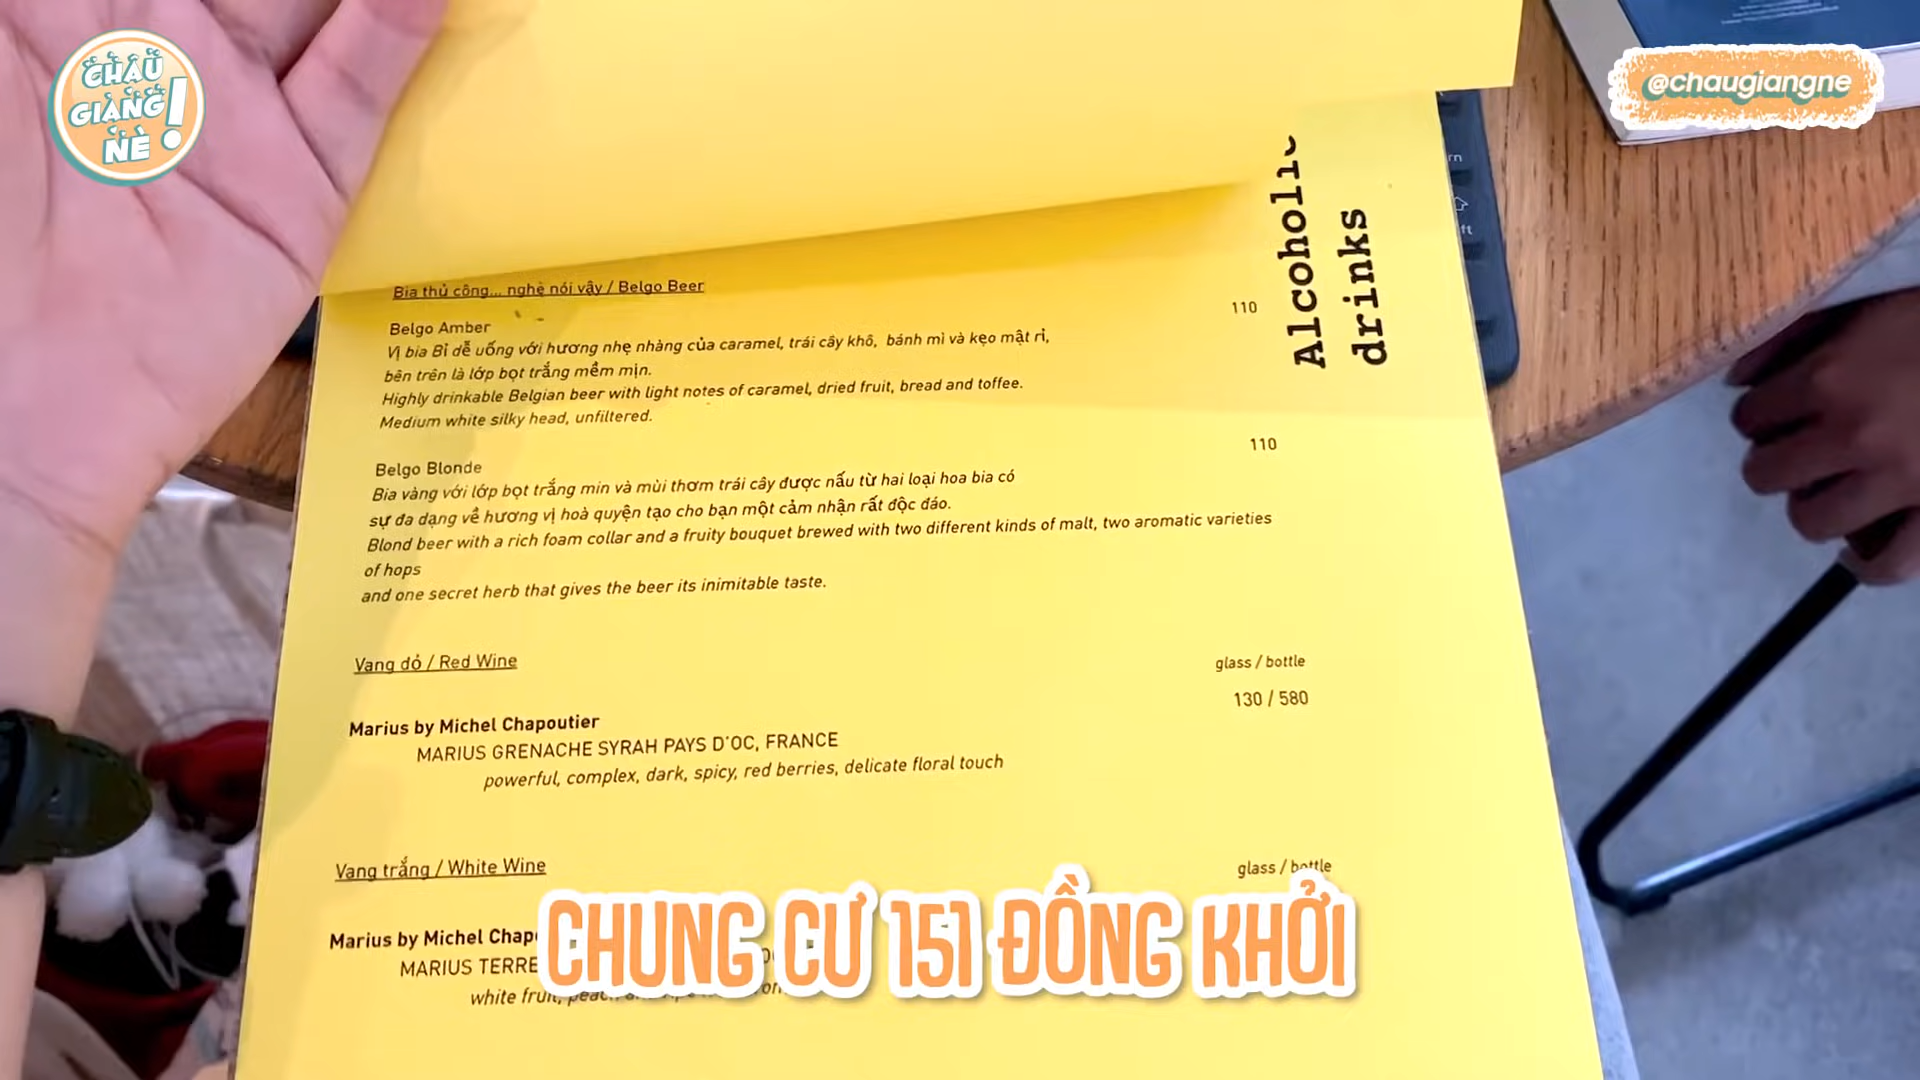 CHÂU
GIANG
NÈ!
@chaugiangne
Alcoholic
drinks
Bia thủ công... nghè nói vậy / Belgo Beer
Belgo Amber 110
Vị bia Bỉ dễ uống với hương nhẹ nhàng của caramel, trái cây khô, bánh mì và kẹo mật rỉ,
bên trên là lớp bọt trắng mềm mịn.
Highly drinkable Belgian beer with light notes of caramel, dried fruit, bread and toffee.
Medium white silky head, unfiltered.
Belgo Blonde 110
Bia vàng với lớp bọt trắng min và mùi thơm trái cây được nấu từ hai loại hoa bia có
sự đa dạng về hương vị hoà quyện tạo cho bạn một cảm nhận rất độc đáo.
Blond beer with a rich foam collar and a fruity bouquet brewed with two different kinds of malt, two aromatic varieties
of hops
and one secret herb that gives the beer its inimitable taste.
Vang đỏ / Red Wine glass / bottle
130 / 580
Marius by Michel Chapoutier
MARIUS GRENACHE SYRAH PAYS D'OC, FRANCE
powerful, complex, dark, spicy, red berries, delicate floral touch
Vang trắng / White Wine glass / bottle
Marius by Michel
MARIUS
white fruit,
CHUNG CƯ 151 ĐỒNG KHỞI